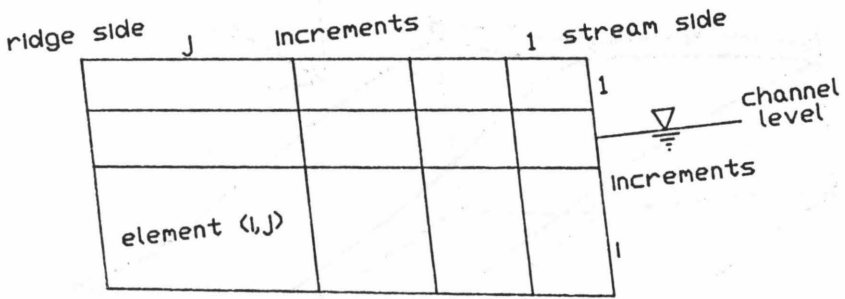 ridge side
J
Increments
1
stream side
1
channel
level
Increments
element (I,J)
I